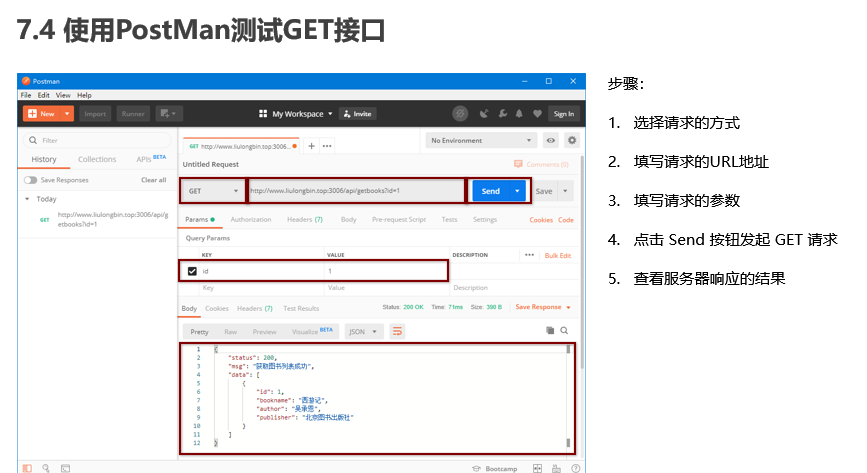 7.4 使用PostMan测试GET接口
Postman
File Edit View Help
New Import Runner My Workspace Invite Sign In
Filter
History Collections APIs BETA
Save Responses Clear all
Today
GET http://www.liulongbin.top:3006/api/g
etbooks?id=1
GET http://www.liulongbin.top:3006... + ••• No Environment
Untitled Request Comments (0)
GET http://www.liulongbin.top:3006/api/getbooks?id=1 Send Save
Params Authorization Headers (7) Body Pre-request Script Tests Settings Cookies Code
Query Params
KEY VALUE DESCRIPTION ••• Bulk Edit
id 1
Key Value Description
Body Cookies Headers (7) Test Results Status: 200 OK Time: 71ms Size: 390 B Save Response
Pretty Raw Preview Visualize BETA JSON
1 {
2 "status": 200,
3 "msg": "获取图书列表成功",
4 "data": [
5 {
6 "id": 1,
7 "bookname": "西游记",
8 "author": "吴承恩",
9 "publisher": "北京图书出版社"
10 }
11 ]
12 }
Bootcamp
步骤：
1. 选择请求的方式
2. 填写请求的URL地址
3. 填写请求的参数
4. 点击 Send 按钮发起 GET 请求
5. 查看服务器响应的结果